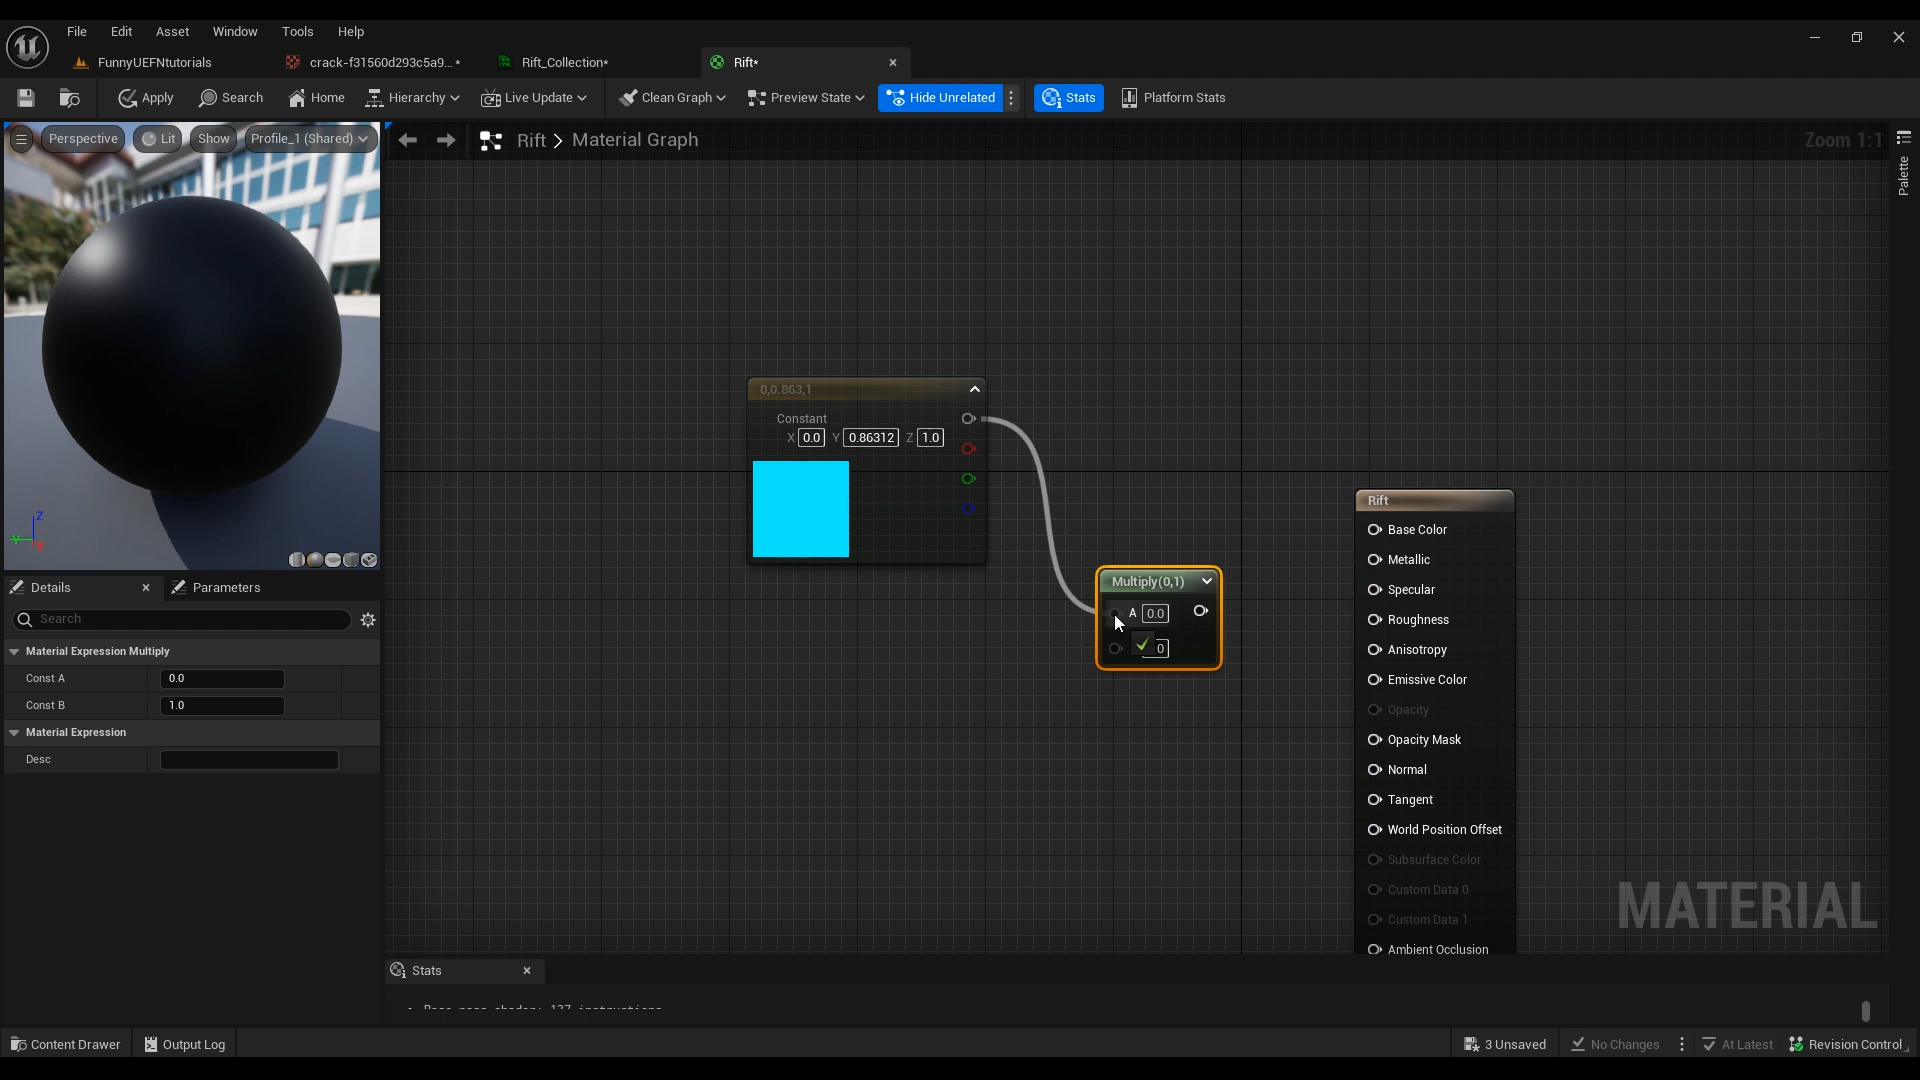 File Edit Asset Window Tools Help
FunnyUEFNtutorials crack-f31560d293c5a9... * Rift_Collection* Rift*
Apply Search Home Hierarchy Live Update Clean Graph Preview State Hide Unrelated Stats Platform Stats
Perspective Lit Show Profile_1 (Shared)
Rift > Material Graph
Zoom 1:1
Palette
0,0.863,1
Constant
X 0.0 Y 0.86312 Z 1.0
Multiply(0,1)
A 0.0
0
Rift
Base Color
Metallic
Specular
Roughness
Anisotropy
Emissive Color
Opacity
Opacity Mask
Normal
Tangent
World Position Offset
Subsurface Color
Custom Data 0
Custom Data 1
Ambient Occlusion
MATERIAL
Z
Details Parameters
Search
Material Expression Multiply
Const A 0.0
Const B 1.0
Material Expression
Desc
Stats
Base pass shader: 137 instructions
Content Drawer Output Log 3 Unsaved No Changes At Latest Revision Control